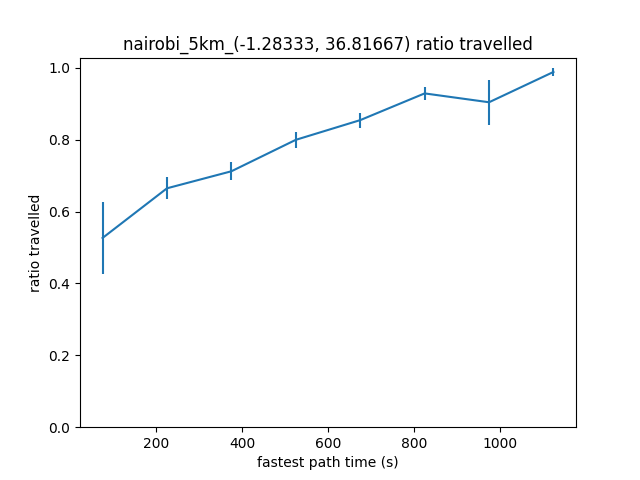 nairobi_5km_(-1.28333, 36.81667) ratio travelled
1.0
0.8
0.6
0.4
0.2
0.0
ratio travelled
200 400 600 800 1000
fastest path time (s)